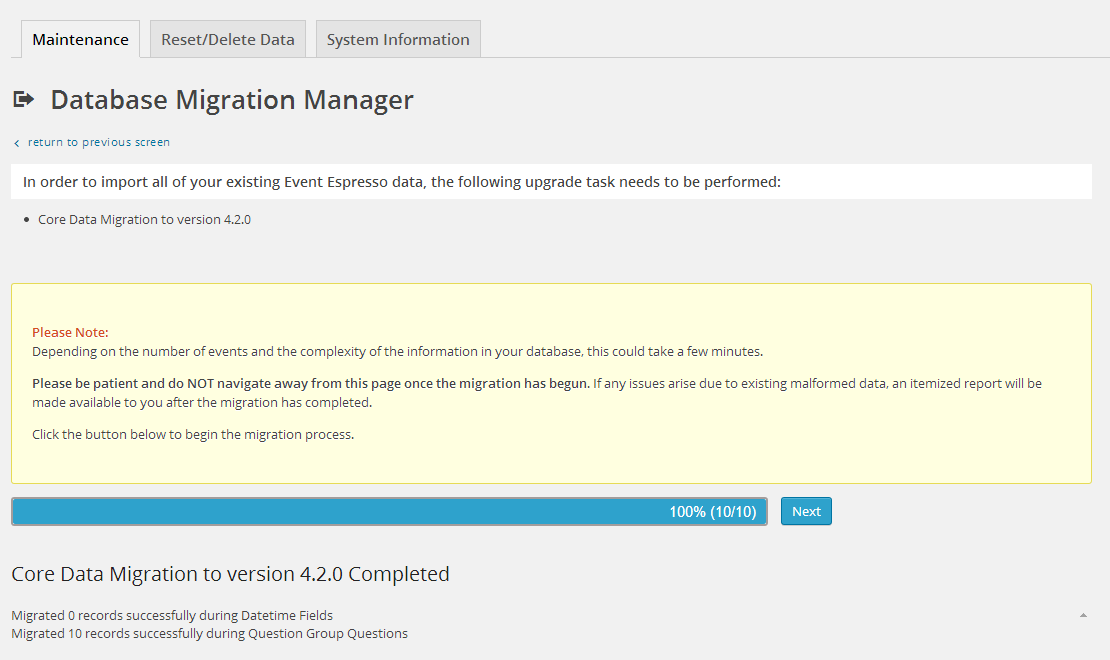 Maintenance
Reset/Delete Data
System Information
Database Migration Manager
return to previous screen
In order to import all of your existing Event Espresso data, the following upgrade task needs to be performed:
Core Data Migration to version 4.2.0
Please Note:
Depending on the number of events and the complexity of the information in your database, this could take a few minutes.
Please be patient and do NOT navigate away from this page once the migration has begun. If any issues arise due to existing malformed data, an itemized report will be
made available to you after the migration has completed.
Click the button below to begin the migration process.
100% (10/10)
Next
Core Data Migration to version 4.2.0 Completed
Migrated 0 records successfully during Datetime Fields
Migrated 10 records successfully during Question Group Questions